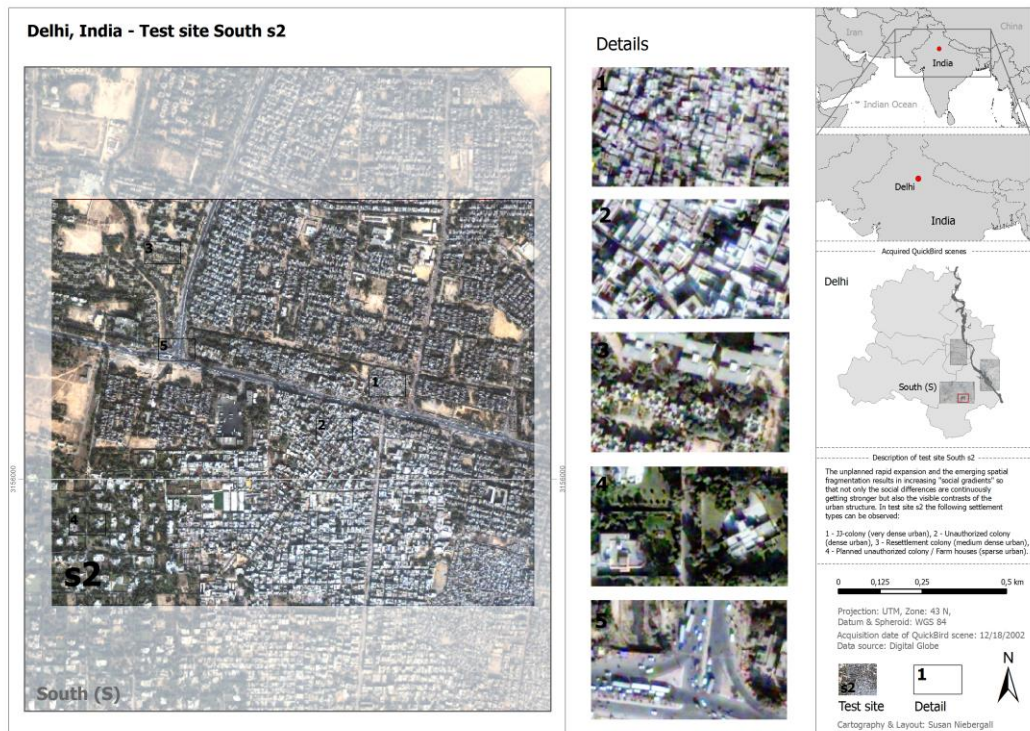 Delhi, India - Test site South s2
3
5
1
2
4
s2
South (S)
3156000
3156000
Details
1
2
3
4
5
Iran
China
India
Indian Ocean
Delhi
India
Acquired QuickBird scenes
Delhi
South (S)
Description of test site South s2
The unplanned rapid expansion and the emerging spatial
fragmentation results in increasing "social gradients" so
that not only the social differences are continuously
getting stronger but also the visible contrasts of the
urban structure. In test site s2 the following settlement
types can be observed:
1 - JJ-colony (very dense urban), 2 - Unauthorized colony
(dense urban), 3 - Resettlement colony (medium dense urban),
4 - Planned unauthorized colony / Farm houses (sparse urban).
0 0,125 0,25 0,5 km
Projection: UTM, Zone: 43 N,
Datum & Spheroid: WGS 84
Acquisition date of QuickBird scene: 12/18/2002
Data source: Digital Globe
s2
Test site
1
Detail
N
Cartography & Layout: Susan Niebergall